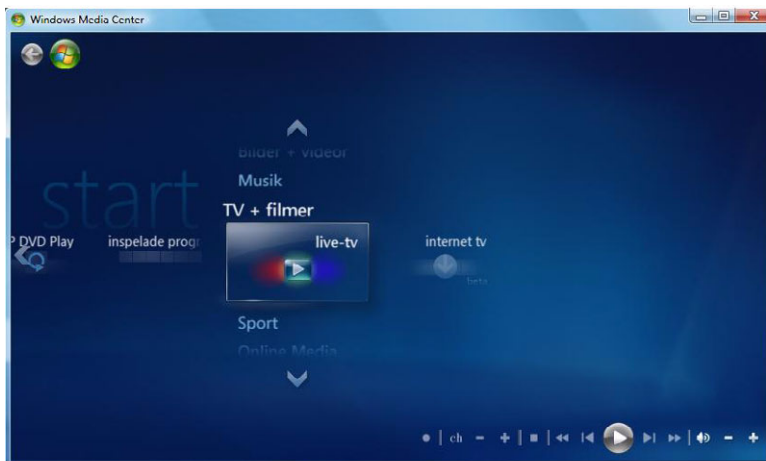 Windows Media Center
Bilder + videor
start
Musik
TV + filmer
DVD Play
inspelade progr
live-tv
internet tv
beta
Sport
Online Media
ch